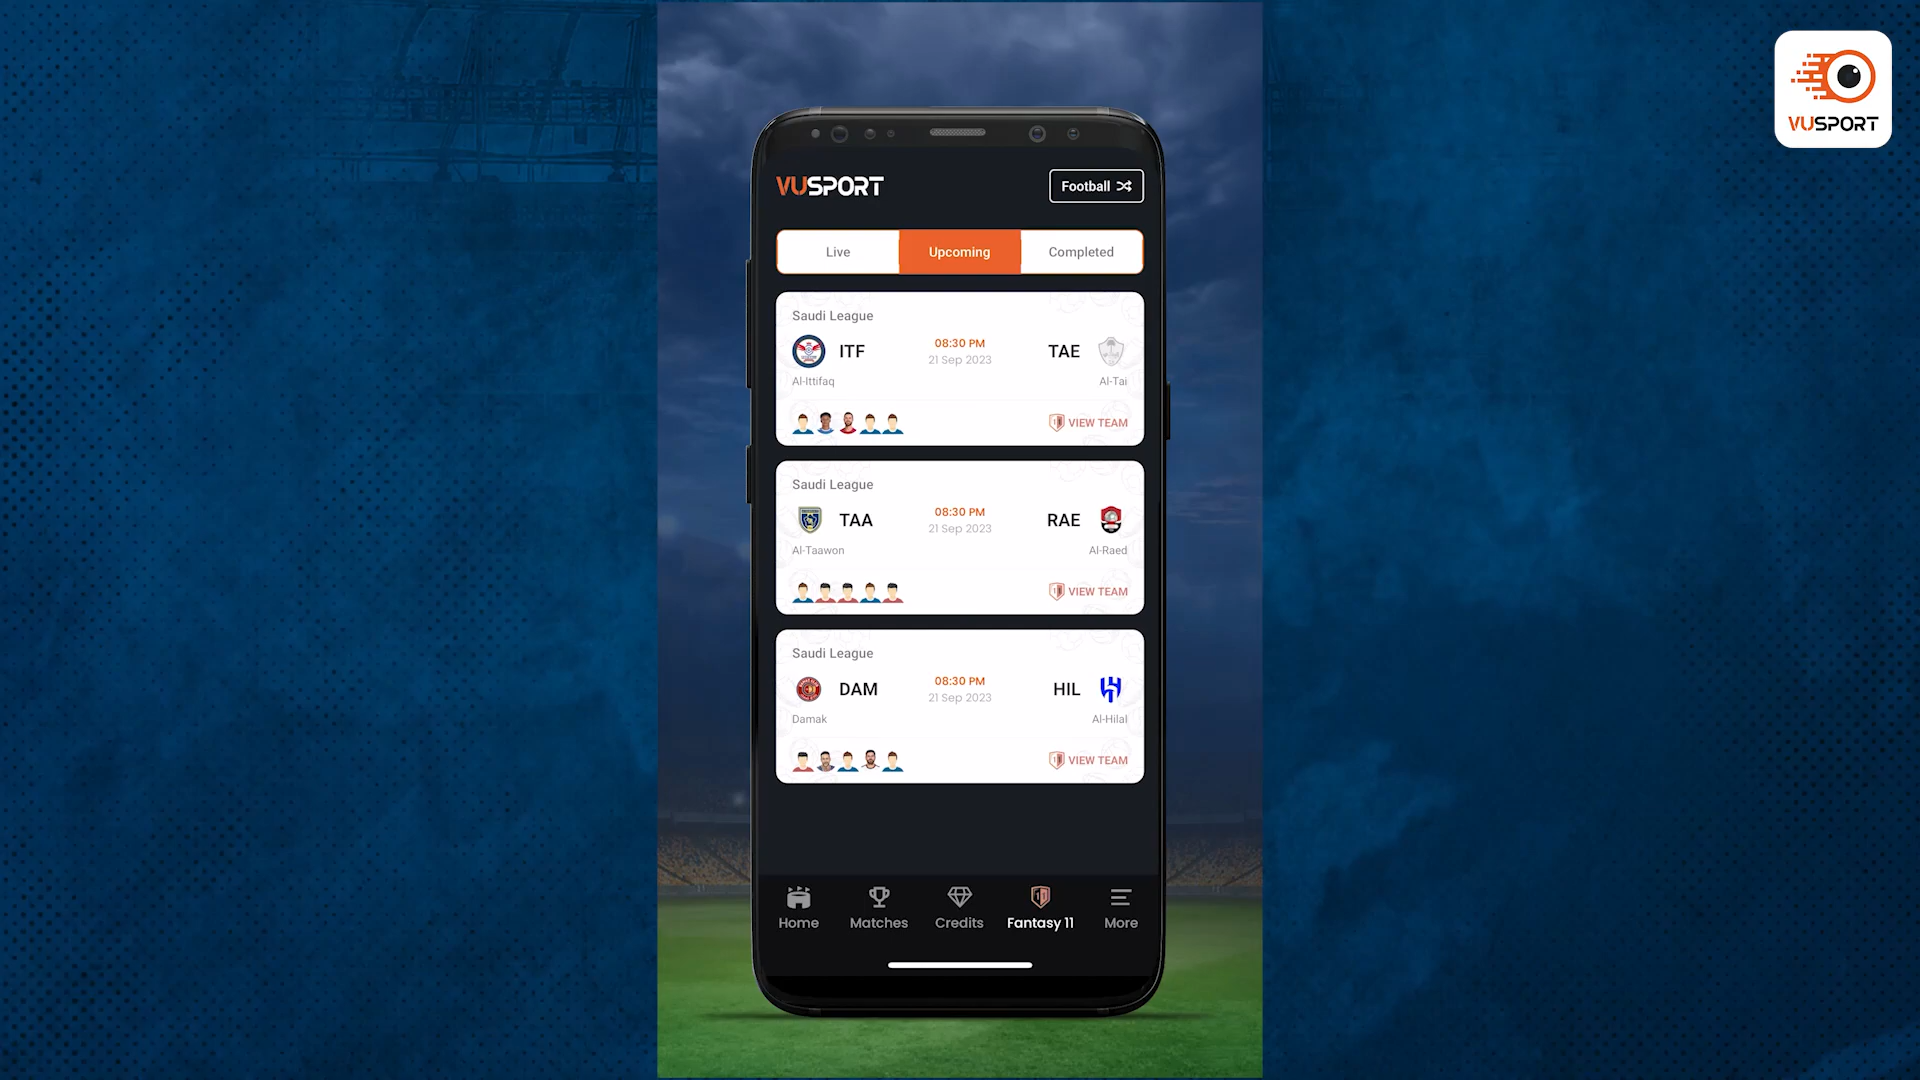 VUSPORT
VUSPORT
Football
Live
Upcoming
Completed
Saudi League
ITF
08:30 PM
21 Sep 2023
TAE
Al-Ittifaq
Al-Tai
VIEW TEAM
Saudi League
TAA
08:30 PM
21 Sep 2023
RAE
Al-Taawon
Al-Raed
VIEW TEAM
Saudi League
DAM
08:30 PM
21 Sep 2023
HIL
Damak
Al-Hilal
VIEW TEAM
Home
Matches
Credits
Fantasy 11
More